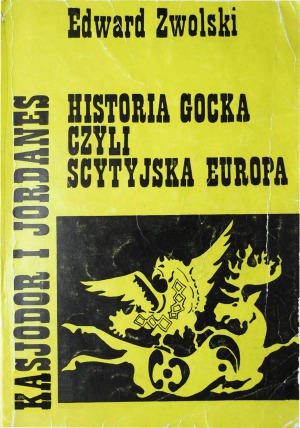 Edward Zwolski
KASJODOR I JORDANES
HISTORIA GOCKA
CZYLI
SCYTYJSKA EUROPA